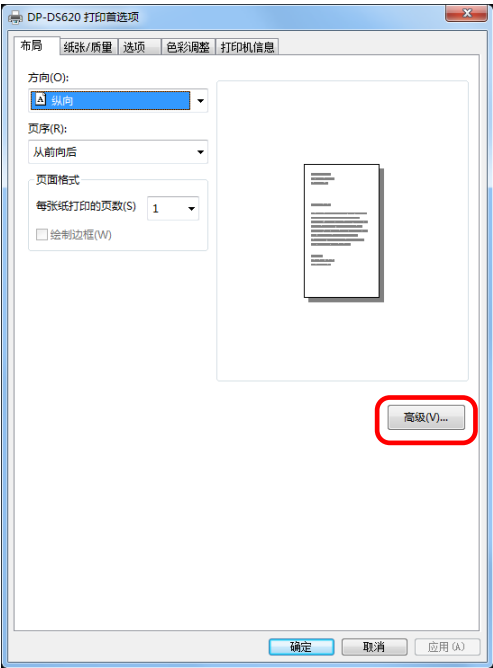 DP-DS620 打印首选项
布局 纸张/质量 选项 色彩调整 打印机信息
方向(O):
A 纵向
页序(R):
从前向后
页面格式
每张纸打印的页数(S) 1
绘制边框(W)
高级(V)...
确定 取消 应用(A)